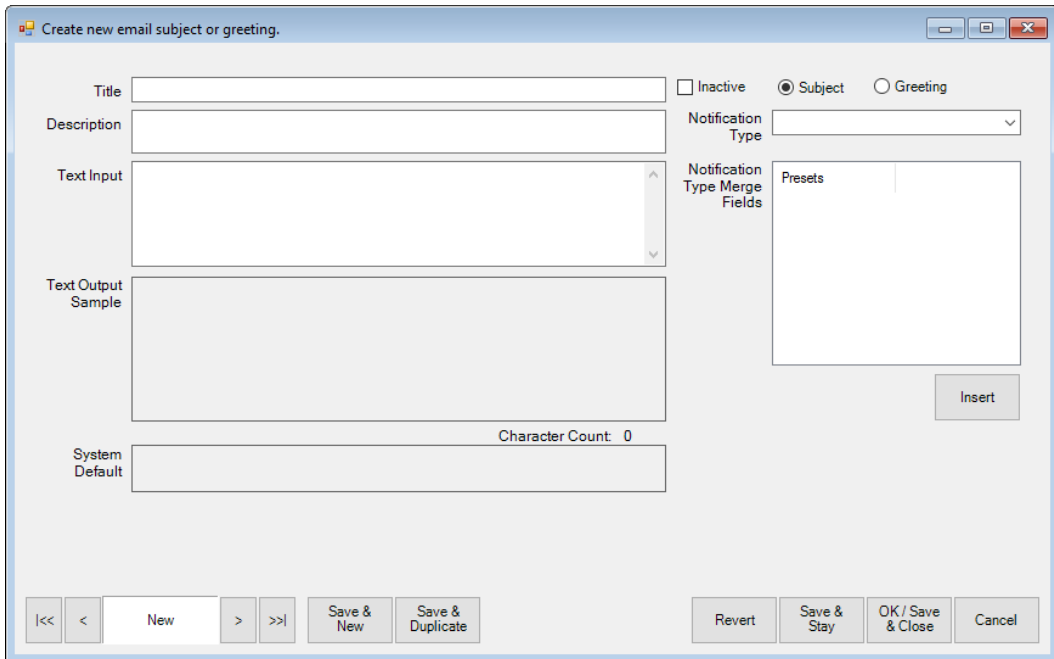 Create new email subject or greeting.
Title
Inactive
Subject
Greeting
Description
Notification
Type
Text Input
Notification
Type Merge
Fields
Presets
Text Output
Sample
Insert
Character Count: 0
System
Default
|<<
<
New
>
>>|
Save &
New
Save &
Duplicate
Revert
Save &
Stay
OK / Save
& Close
Cancel